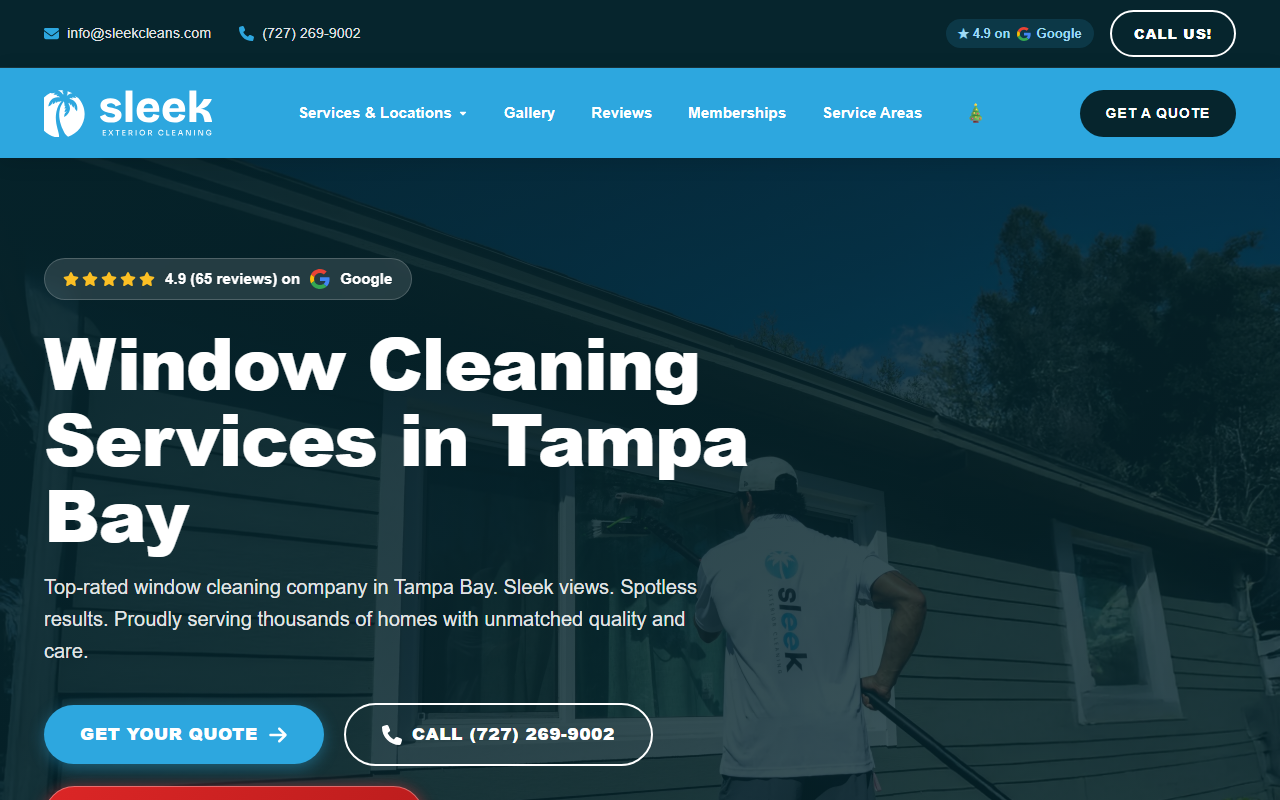 info@sleekcleans.com
(727) 269-9002
★ 4.9 on Google
CALL US!
sleek
EXTERIOR CLEANING
Services & Locations
Gallery
Reviews
Memberships
Service Areas
GET A QUOTE
4.9 (65 reviews) on Google
Window Cleaning
Services in Tampa
Bay
Top-rated window cleaning company in Tampa Bay. Sleek views. Spotless
results. Proudly serving thousands of homes with unmatched quality and
care.
sleek
GET YOUR QUOTE
CALL (727) 269-9002